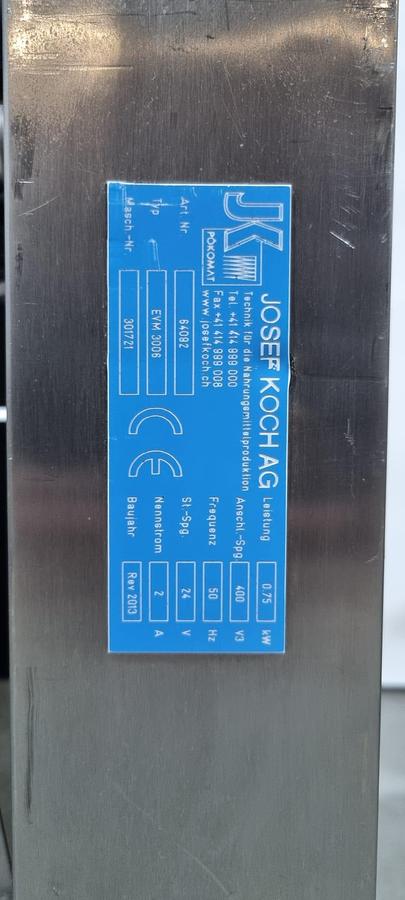 JK
PÖKOMAT
JOSEF KOCH AG
Technik für die Nahrungsmittelproduktion
Tel. +41 414 999 000
Fax +41 414 999 008
www.josefkoch.ch
Art Nr 64092
Typ EVM 3006
Masch.-Nr. 301721
CE
Leistung 0.75 kW
Anschl.-Spg 400 V3
Frequenz 50 Hz
St.-Spg. 24 V
Nennstrom 2 A
Baujahr Rev 2013